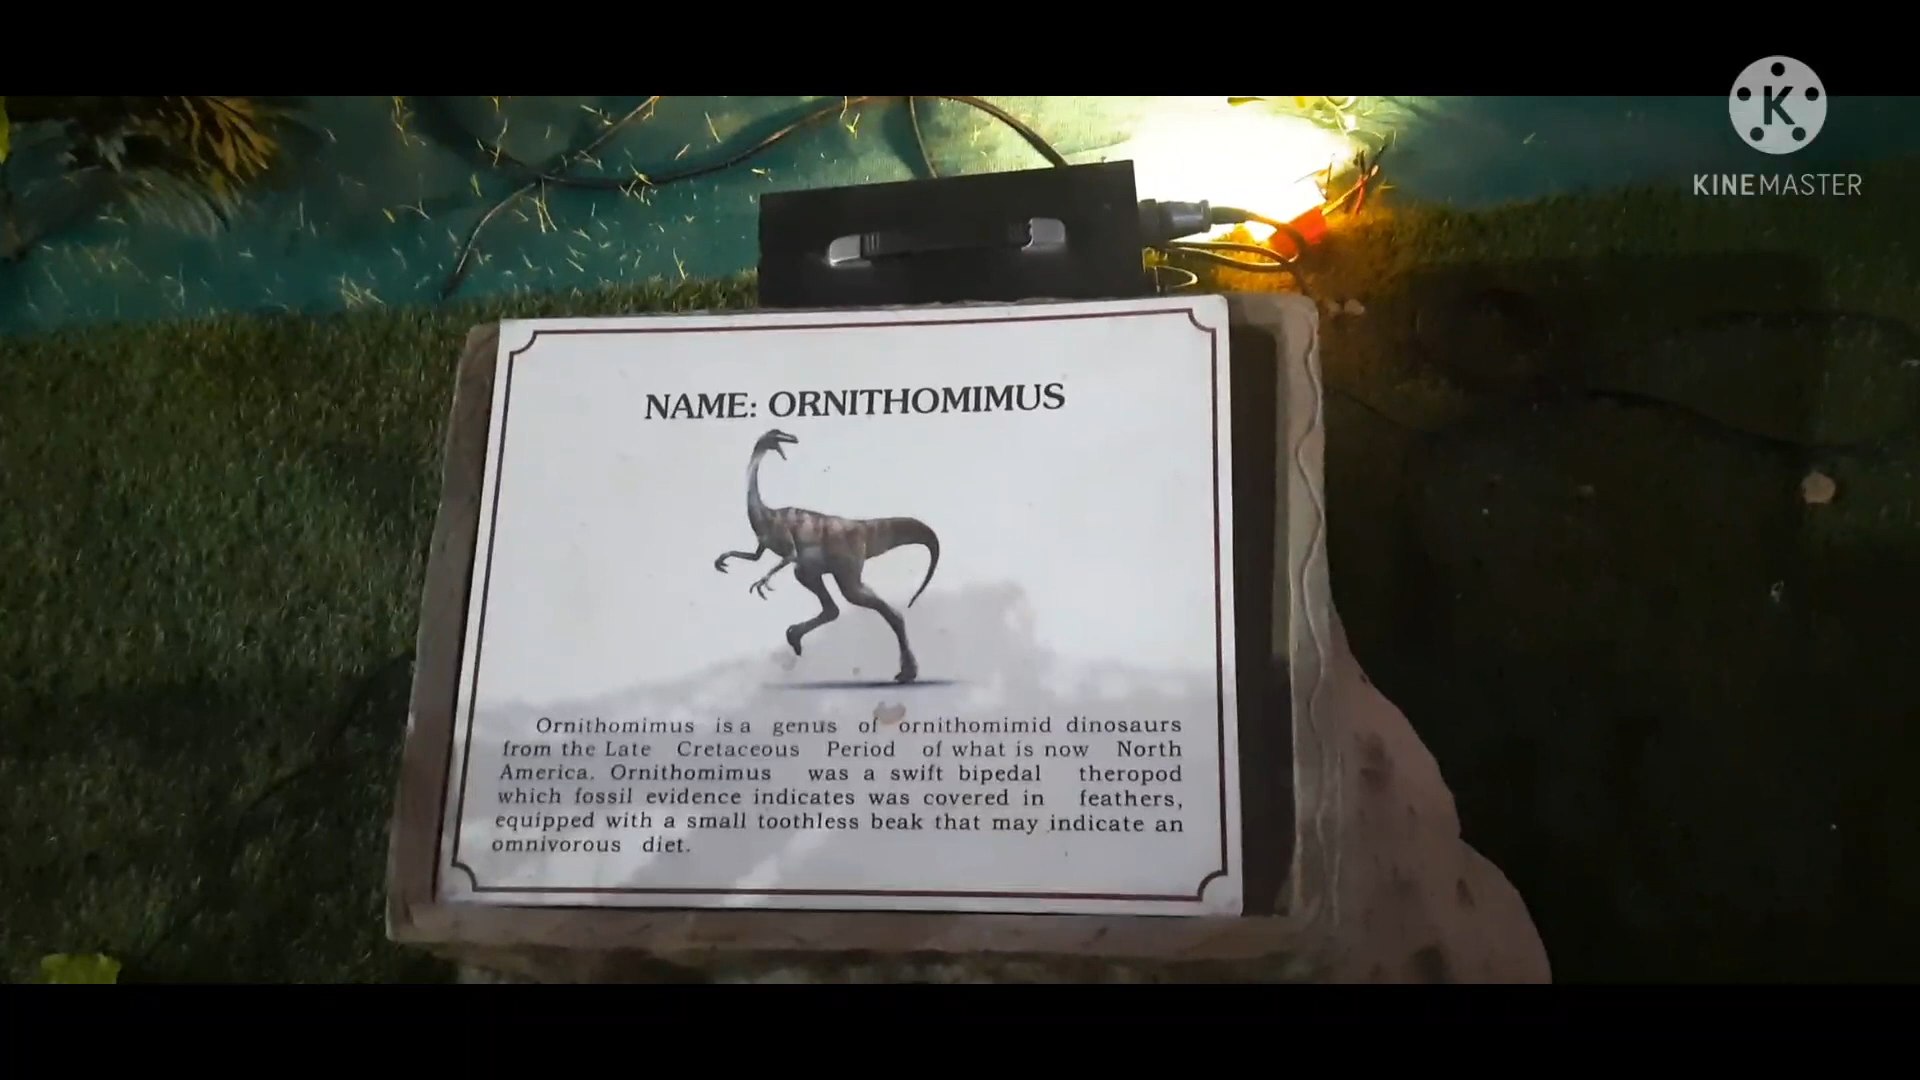 K
KINEMASTER
NAME: ORNITHOMIMUS
Ornithomimus is a genus of ornithomimid dinosaurs
from the Late Cretaceous Period of what is now North
America. Ornithomimus was a swift bipedal theropod
which fossil evidence indicates was covered in feathers,
equipped with a small toothless beak that may indicate an
omnivorous diet.